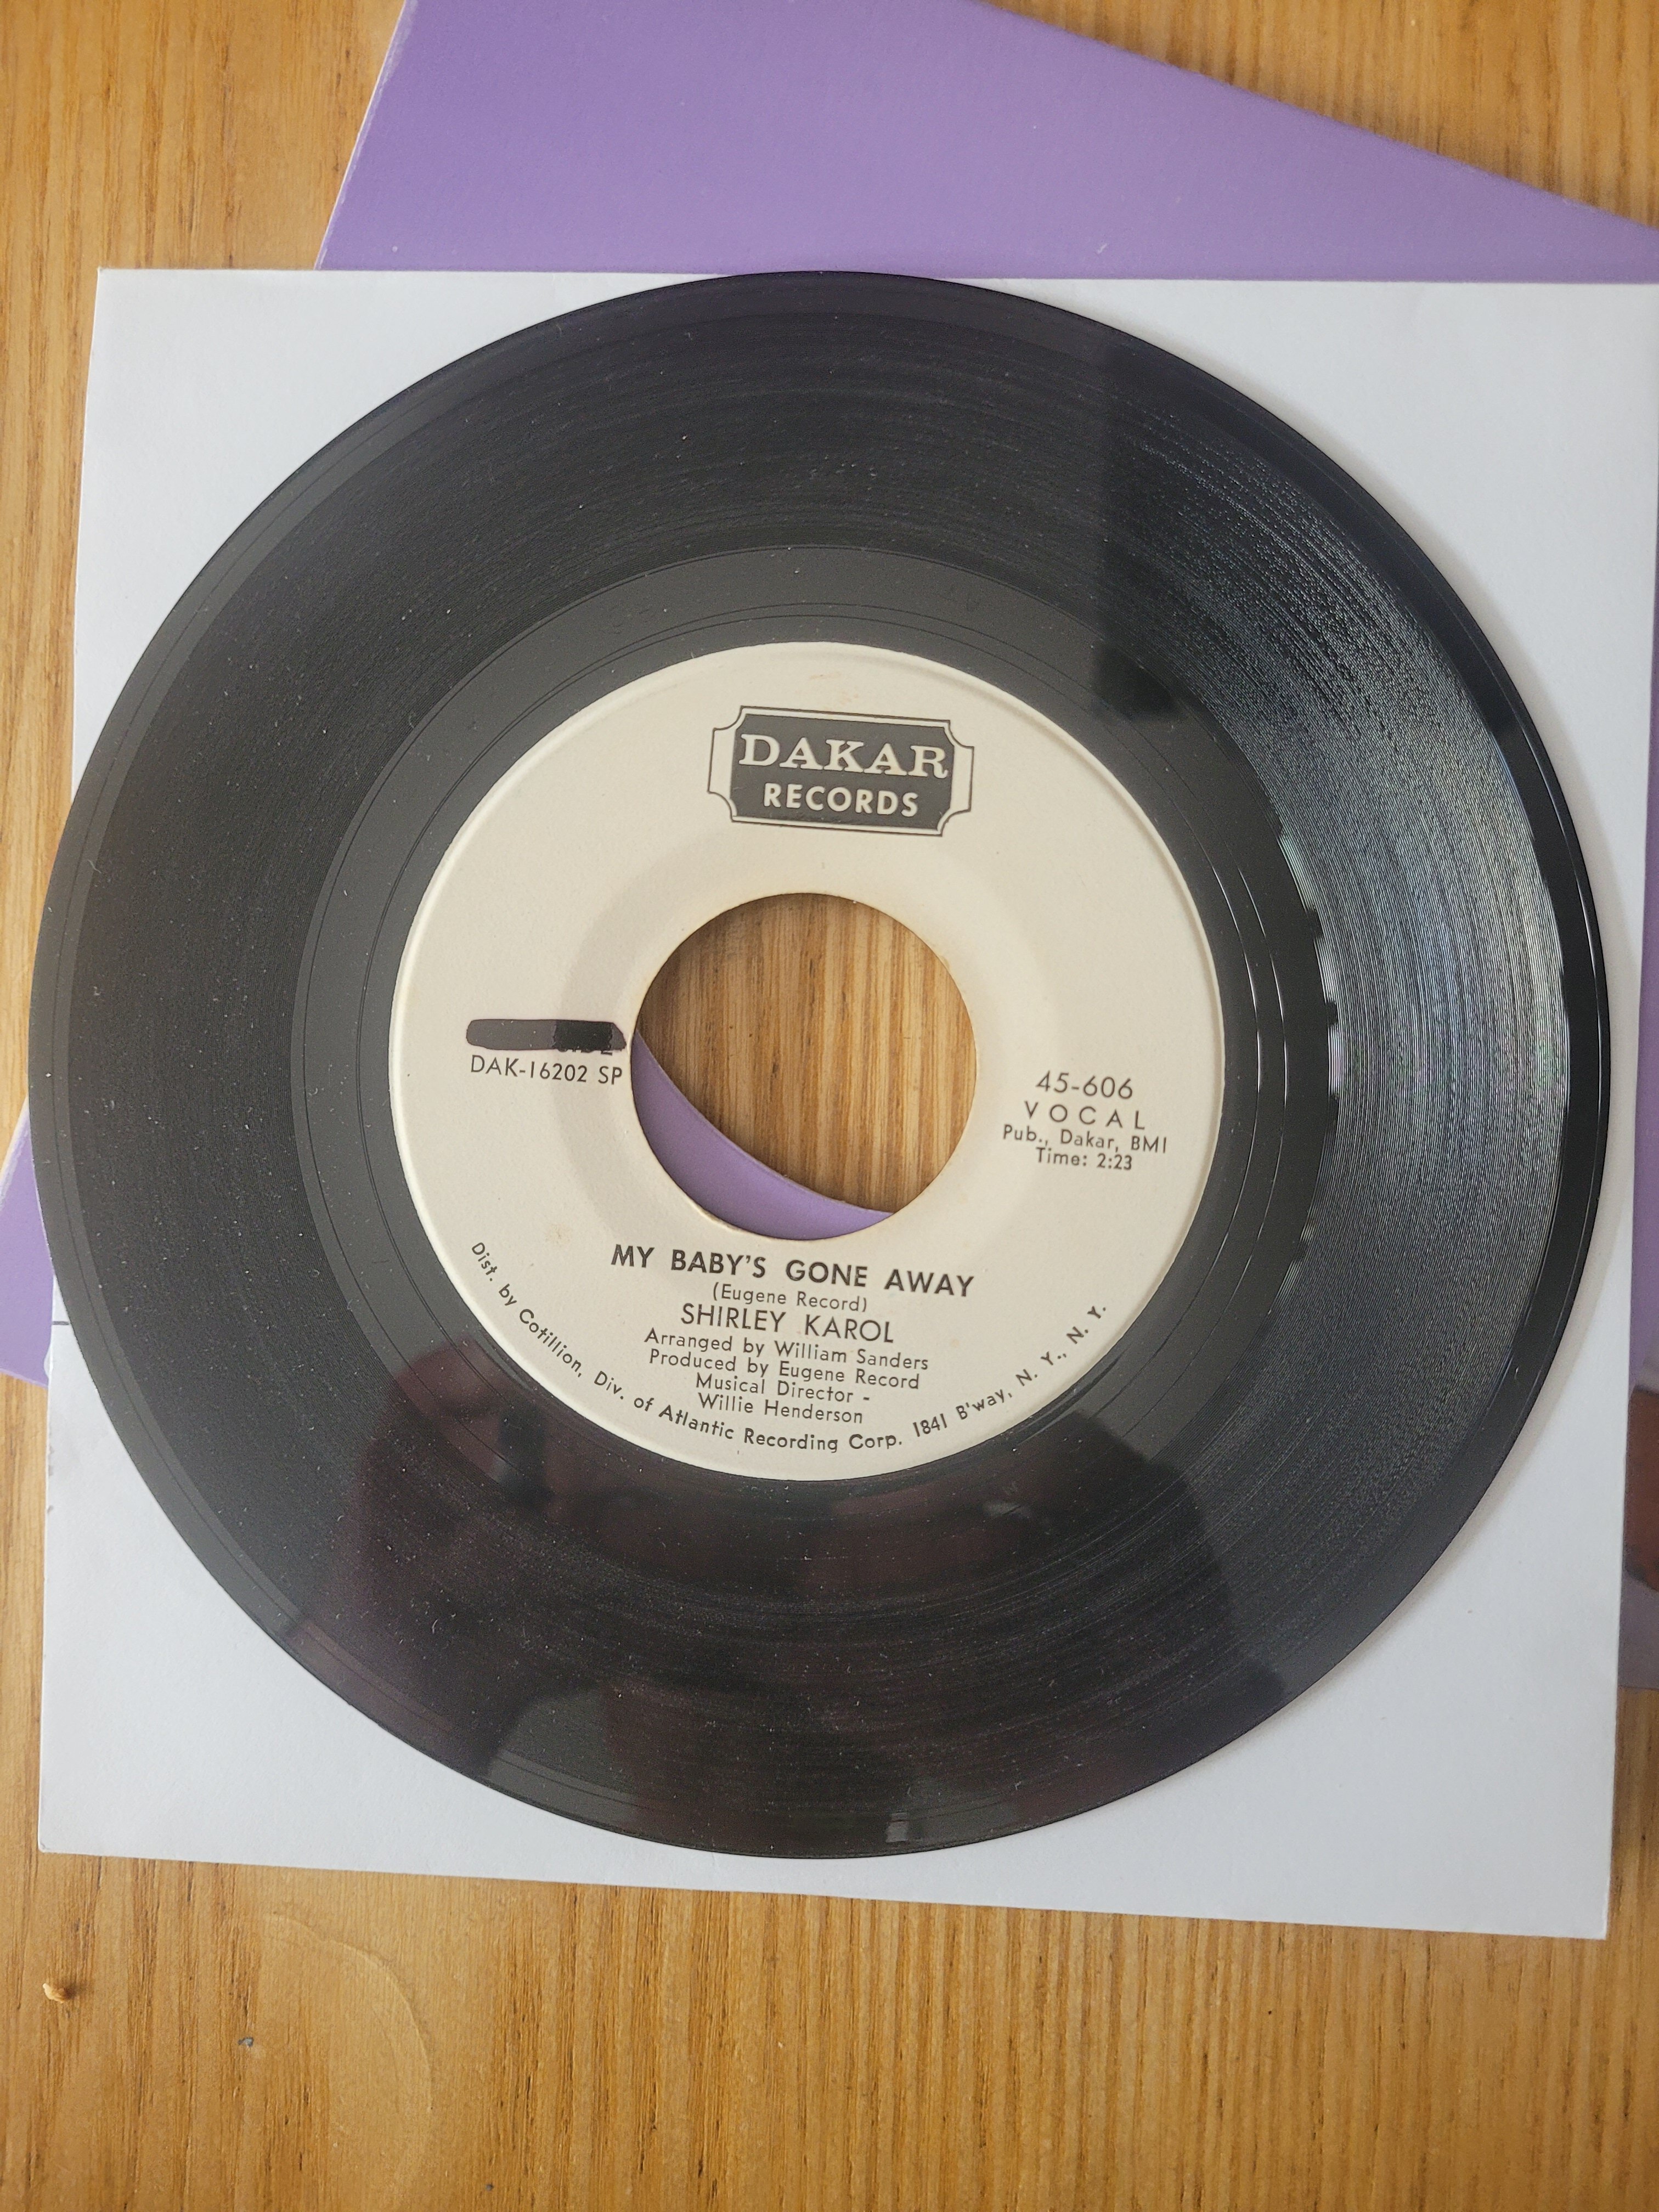 DAKAR
RECORDS
DAK-16202 SP
45-606
VOCAL
Pub., Dakar, BMI
Time: 2:23
MY BABY'S GONE AWAY
(Eugene Record)
SHIRLEY KAROL
Arranged by William Sanders
Produced by Eugene Record
Musical Director -
Willie Henderson
Dist. by Cotillion, Div. of Atlantic Recording Corp. 1841 B'way, N. Y., N. Y.